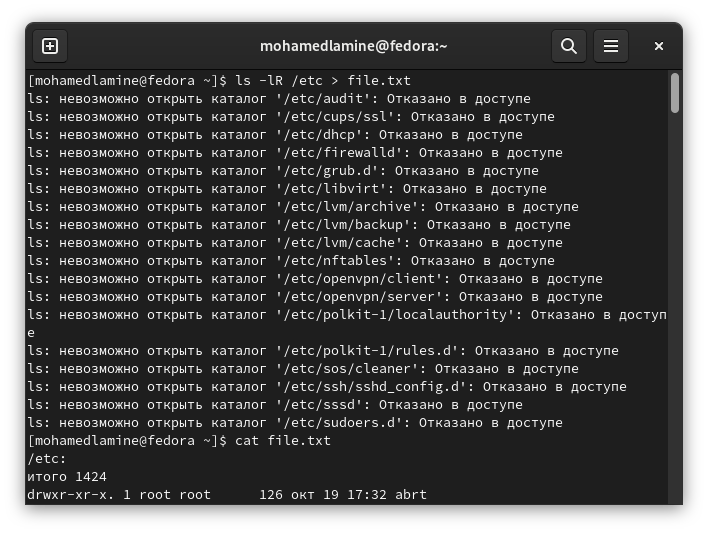 mohamedlamine@fedora:~
[mohamedlamine@fedora ~]$ ls -lR /etc > file.txt
ls: невозможно открыть каталог '/etc/audit': Отказано в доступе
ls: невозможно открыть каталог '/etc/cups/ssl': Отказано в доступе
ls: невозможно открыть каталог '/etc/dhcp': Отказано в доступе
ls: невозможно открыть каталог '/etc/firewalld': Отказано в доступе
ls: невозможно открыть каталог '/etc/grub.d': Отказано в доступе
ls: невозможно открыть каталог '/etc/libvirt': Отказано в доступе
ls: невозможно открыть каталог '/etc/lvm/archive': Отказано в доступе
ls: невозможно открыть каталог '/etc/lvm/backup': Отказано в доступе
ls: невозможно открыть каталог '/etc/lvm/cache': Отказано в доступе
ls: невозможно открыть каталог '/etc/nftables': Отказано в доступе
ls: невозможно открыть каталог '/etc/openvpn/client': Отказано в доступе
ls: невозможно открыть каталог '/etc/openvpn/server': Отказано в доступе
ls: невозможно открыть каталог '/etc/polkit-1/localauthority': Отказано в доступ
е
ls: невозможно открыть каталог '/etc/polkit-1/rules.d': Отказано в доступе
ls: невозможно открыть каталог '/etc/sos/cleaner': Отказано в доступе
ls: невозможно открыть каталог '/etc/ssh/sshd_config.d': Отказано в доступе
ls: невозможно открыть каталог '/etc/sssd': Отказано в доступе
ls: невозможно открыть каталог '/etc/sudoers.d': Отказано в доступе
[mohamedlamine@fedora ~]$ cat file.txt
/etc:
итого 1424
drwxr-xr-x. 1 root root      126 окт 19 17:32 abrt